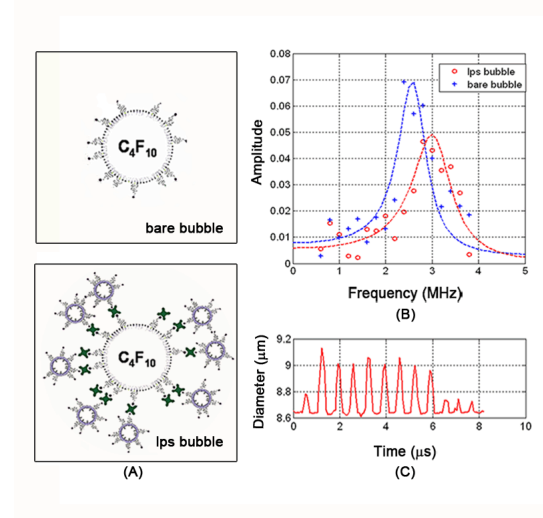 C₄F₁₀
bare bubble
C₄F₁₀
lps bubble
(A)
0.08
0.07
0.06
0.05
0.04
0.03
0.02
0.01
0
Amplitude
lps bubble
bare bubble
0 1 2 3 4 5
Frequency (MHz)
(B)
9.2
9
8.8
8.6
Diameter (μm)
0 2 4 6 8 10
Time (μs)
(C)